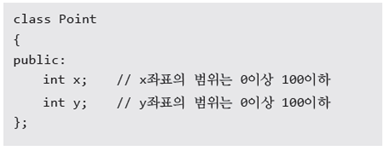 class Point
{
public:
    int x;    // x좌표의 범위는 0이상 100이하
    int y;    // y좌표의 범위는 0이상 100이하
};